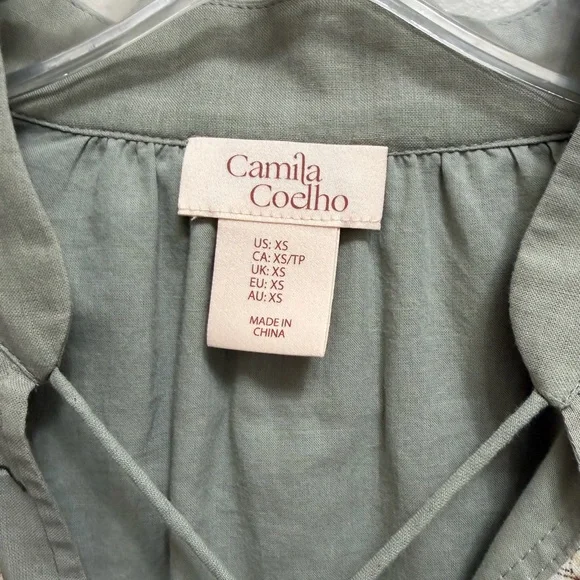 Camila
Coelho
US: XS
CA: XS/TP
UK: XS
EU: XS
AU: XS
MADE IN
CHINA